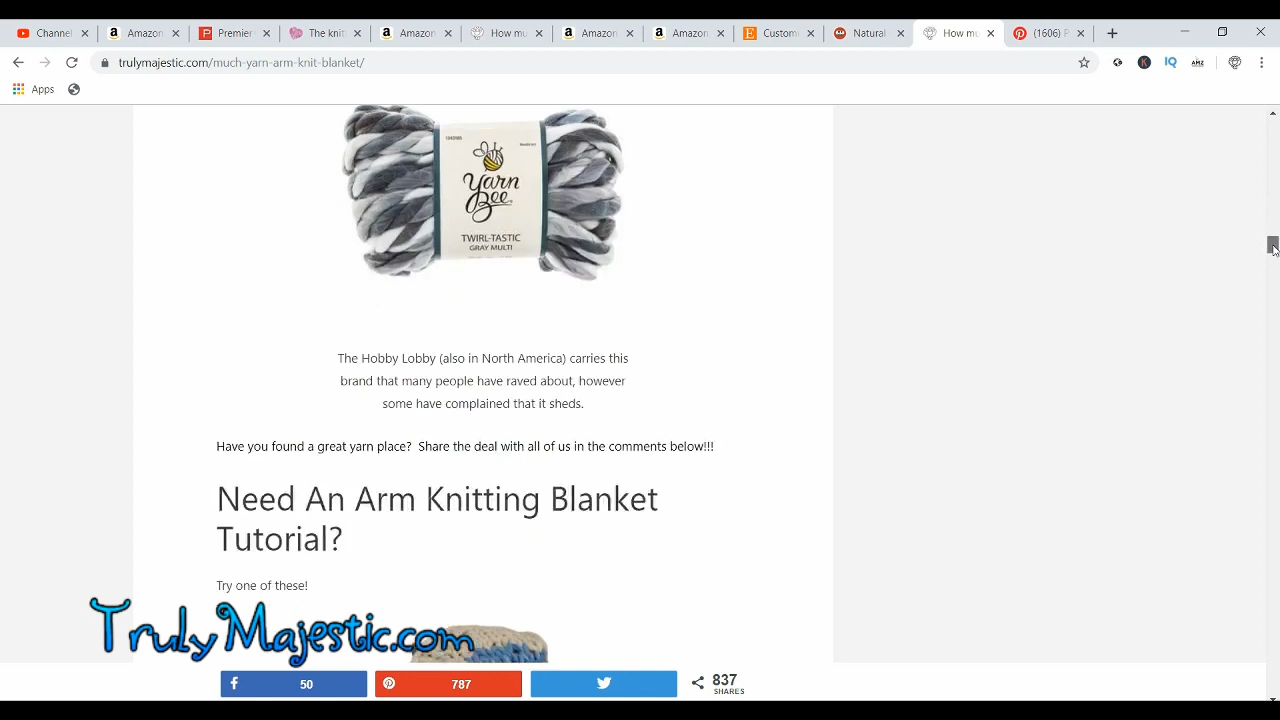 Channel
Amazon
Premier
The knit
Amazon
How mu
Amazon
Amazon
Custom
Natural
How mu
(1606) P
trulymajestic.com/much-yarn-arm-knit-blanket/
Apps
Yarn
Bee
TWIRL-TASTIC
GRAY MULTI
The Hobby Lobby (also in North America) carries this
brand that many people have raved about, however
some have complained that it sheds.
Have you found a great yarn place? Share the deal with all of us in the comments below!!!
Need An Arm Knitting Blanket
Tutorial?
Try one of these!
TrulyMajestic.com
50
787
837
SHARES